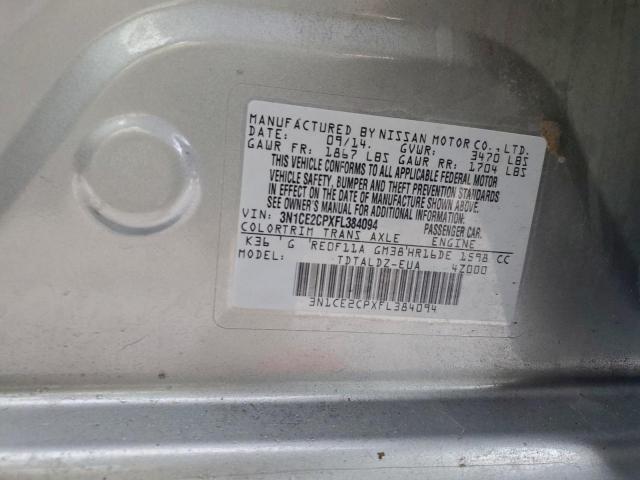 MANUFACTURED BY NISSAN MOTOR CO., LTD.
DATE: 09/14. GVWR: 3470 LBS
GAWR FR: 1867 LBS GAWR RR: 1704 LBS
THIS VEHICLE CONFORMS TO ALL APPLICABLE FEDERAL MOTOR
VEHICLE SAFETY, BUMPER AND THEFT PREVENTION STANDARDS
IN EFFECT ON THE DATE OF MANUFACTURE SHOWN ABOVE.
SEE OWNER'S MANUAL FOR ADDITIONAL INFORMATION.
VIN: 3N1CE2CPXFL384094 PASSENGER CAR.
COLOR TRIM TRANS AXLE ENGINE
K36 ' G 'RE0F11A GM38'HR16DE 1598 CC
MODEL: TDTALDZ-EUA 4Z000
3N1CE2CPXFL384094